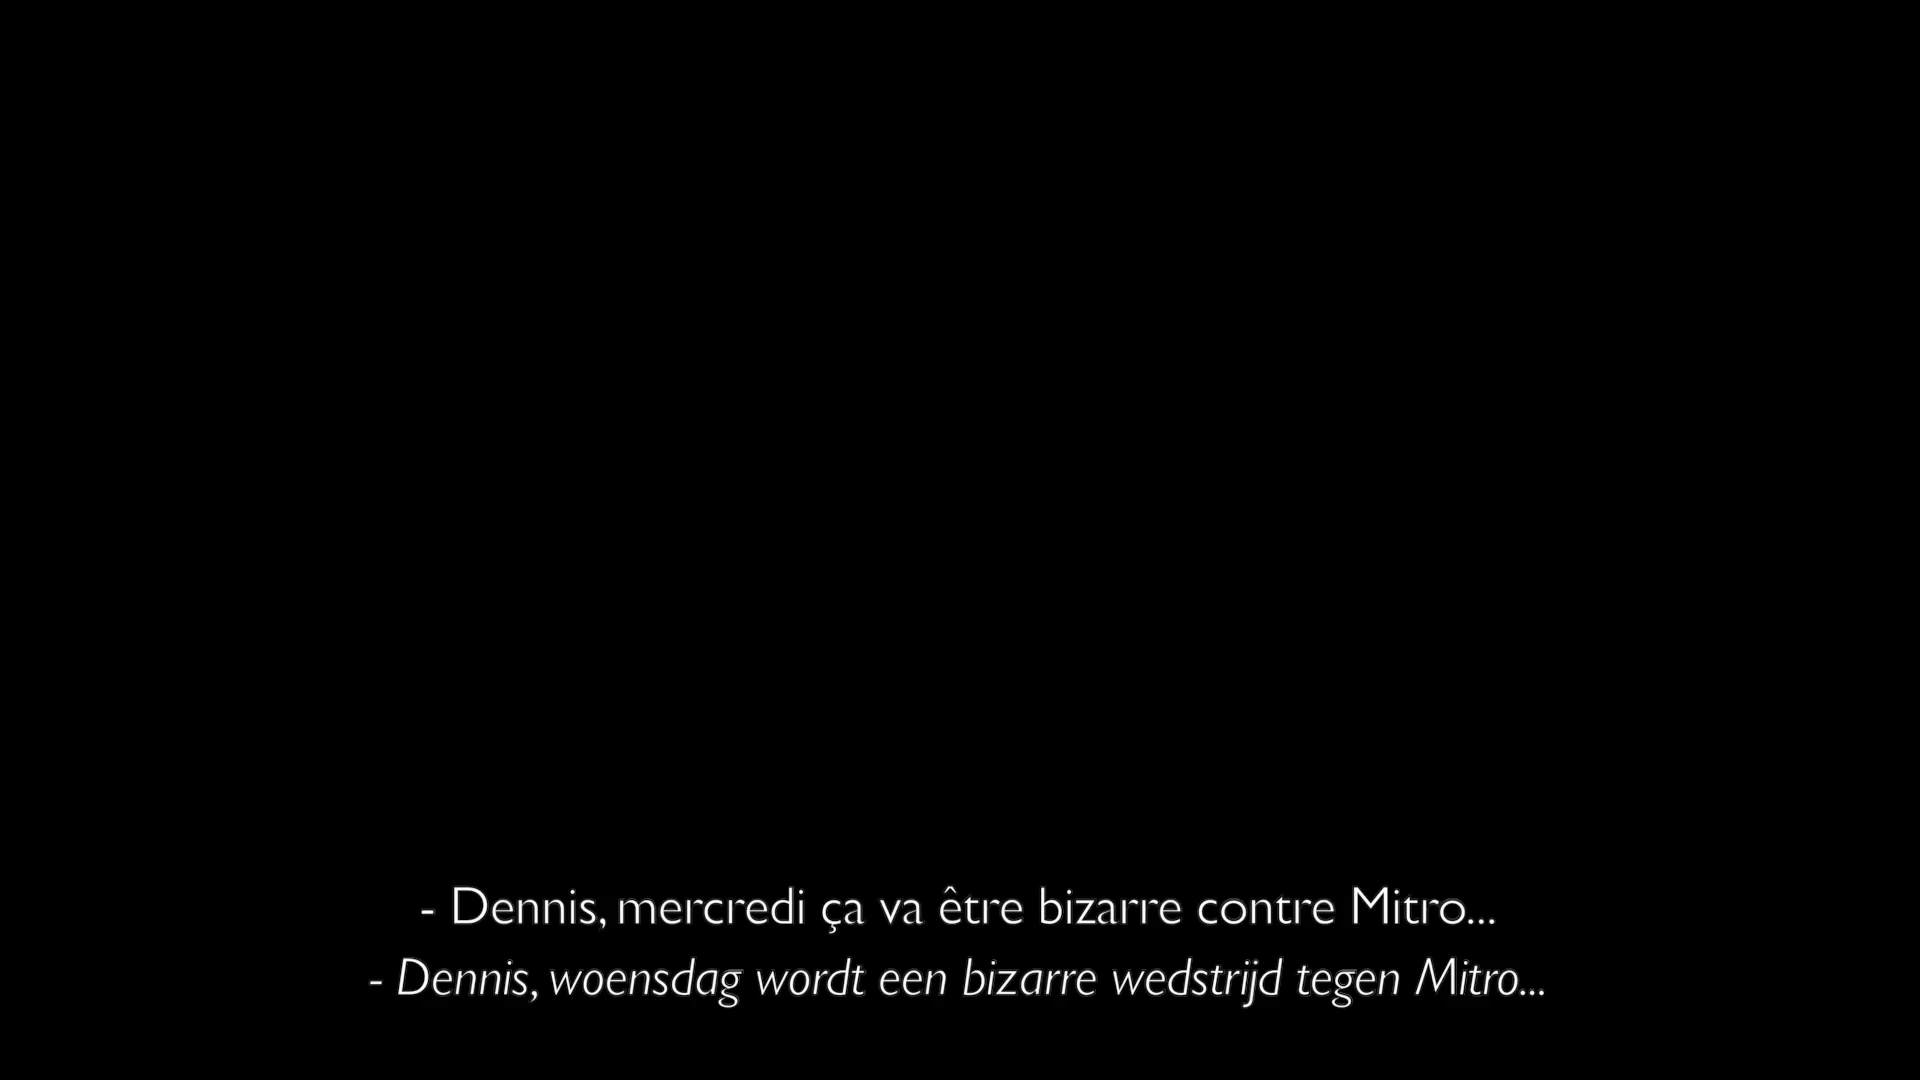 - Dennis, mercredi ça va être bizarre contre Mitro...
- Dennis, woensdag wordt een bizarre wedstrijd tegen Mitro...